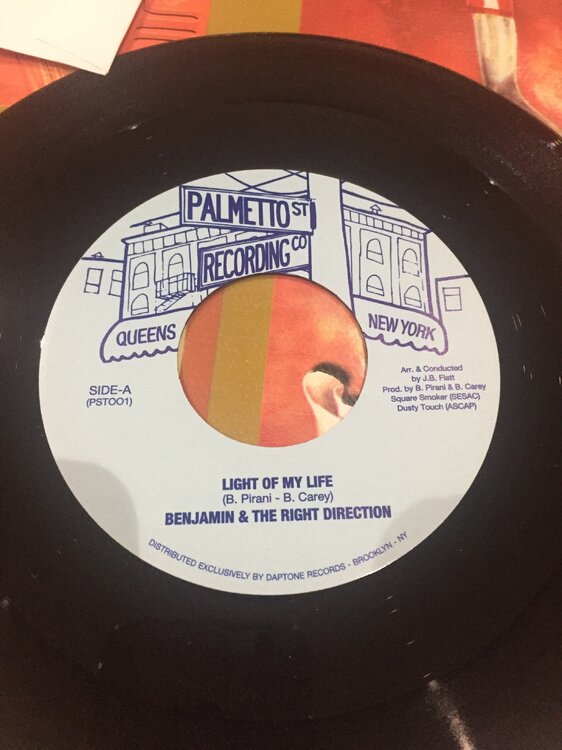 PALMETTO ST
RECORDING CO
QUEENS
NEW YORK
SIDE-A
(PST001)
Arr. & Conducted
by J.B. Flatt
Prod. by B. Pirani & B. Carey
Square Smoker (SESAC)
Dusty Touch (ASCAP)
LIGHT OF MY LIFE
(B. Pirani - B. Carey)
BENJAMIN & THE RIGHT DIRECTION
DISTRIBUTED EXCLUSIVELY BY DAPTONE RECORDS - BROOKLYN - NY